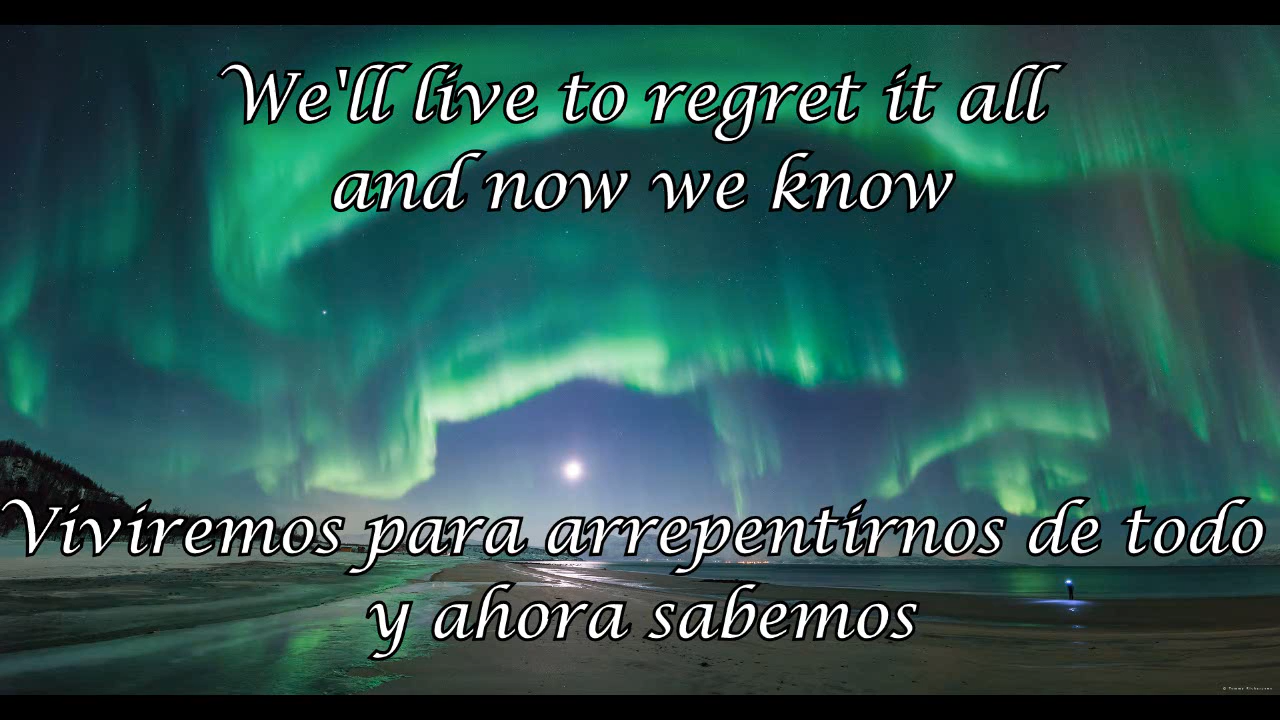 We'll live to regret it all
and now we know
Viviremos para arrepentirnos de todo
y ahora sabemos